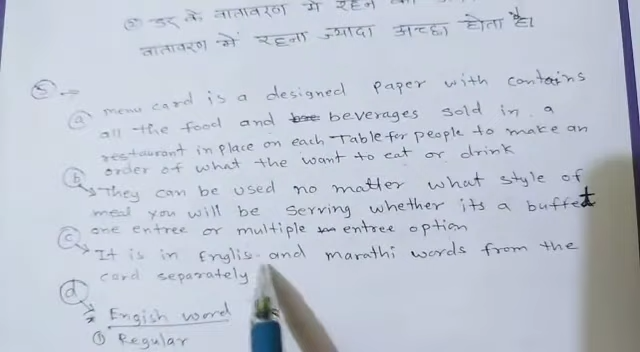 ② डर के वातावरण में रहने
वातावरण में रहना ज्यादा अच्छा होता है।
⑤ →
ⓐ menu card is a designed paper with contains
all the food and beverages sold in a
restaurant in place on each Table for people to make an
order of what the want to eat or drink
ⓑ → They can be used no matter what style of
meal you will be serving whether its a buffet
one entree or multiple entree option
ⓒ → It is in Englis and marathi words from the
card separately
ⓓ →
* Engish word
① Regular